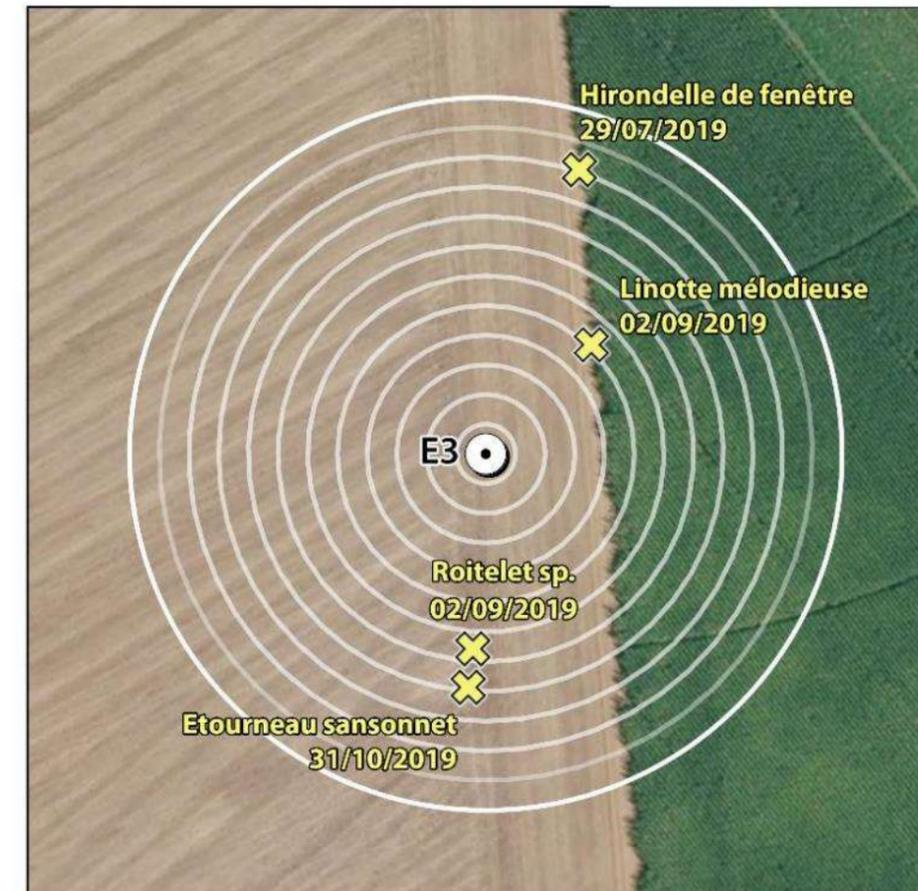 Hirondelle de fenêtre
29/07/2019
Linotte mélodieuse
02/09/2019
E3
Roitelet sp.
02/09/2019
Etourneau sansonnet
31/10/2019